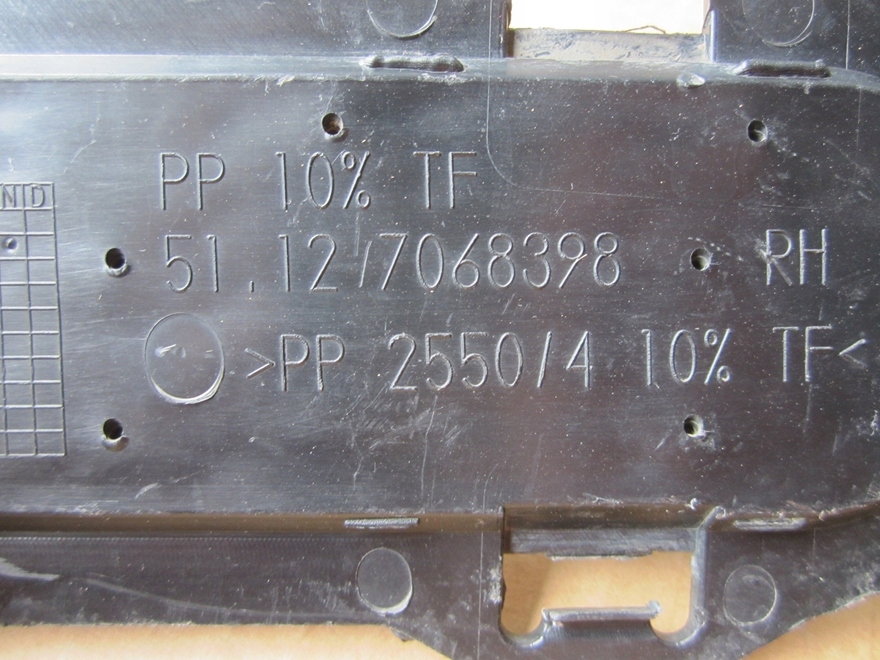 PP 10% TF
51.12/7068398 RH
>PP 2550/4 10% TF<